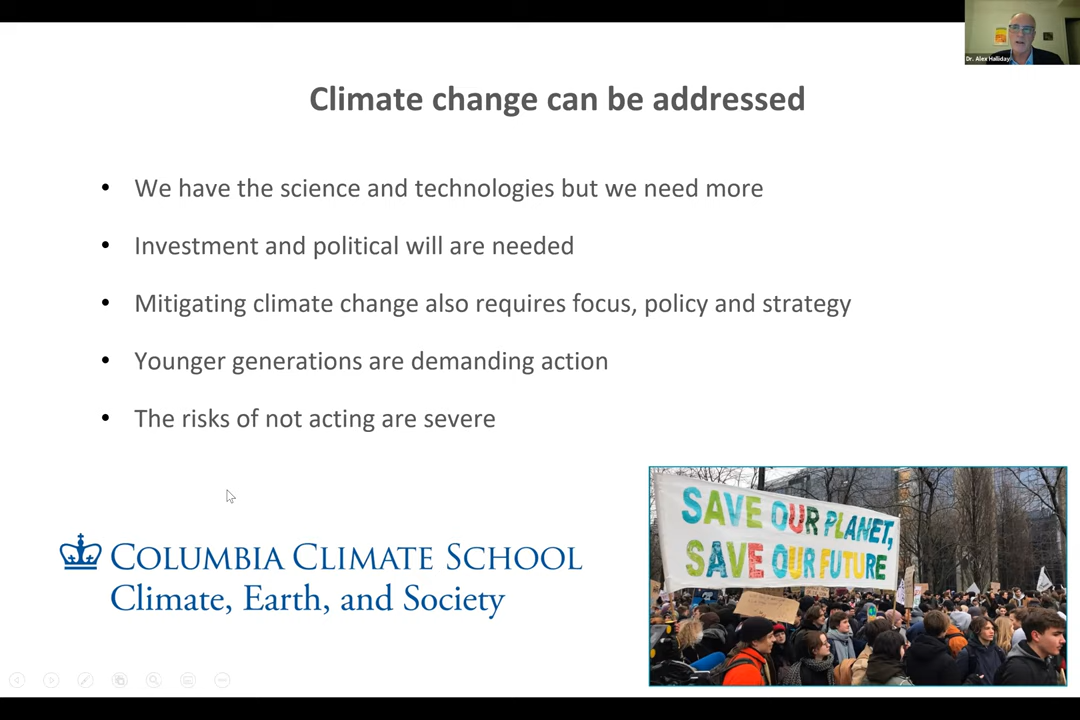 Dr. Alex Halliday
Climate change can be addressed
• We have the science and technologies but we need more
• Investment and political will are needed
• Mitigating climate change also requires focus, policy and strategy
• Younger generations are demanding action
• The risks of not acting are severe
COLUMBIA CLIMATE SCHOOL
Climate, Earth, and Society
SAVE OUR PLANET,
SAVE OUR FUTURE